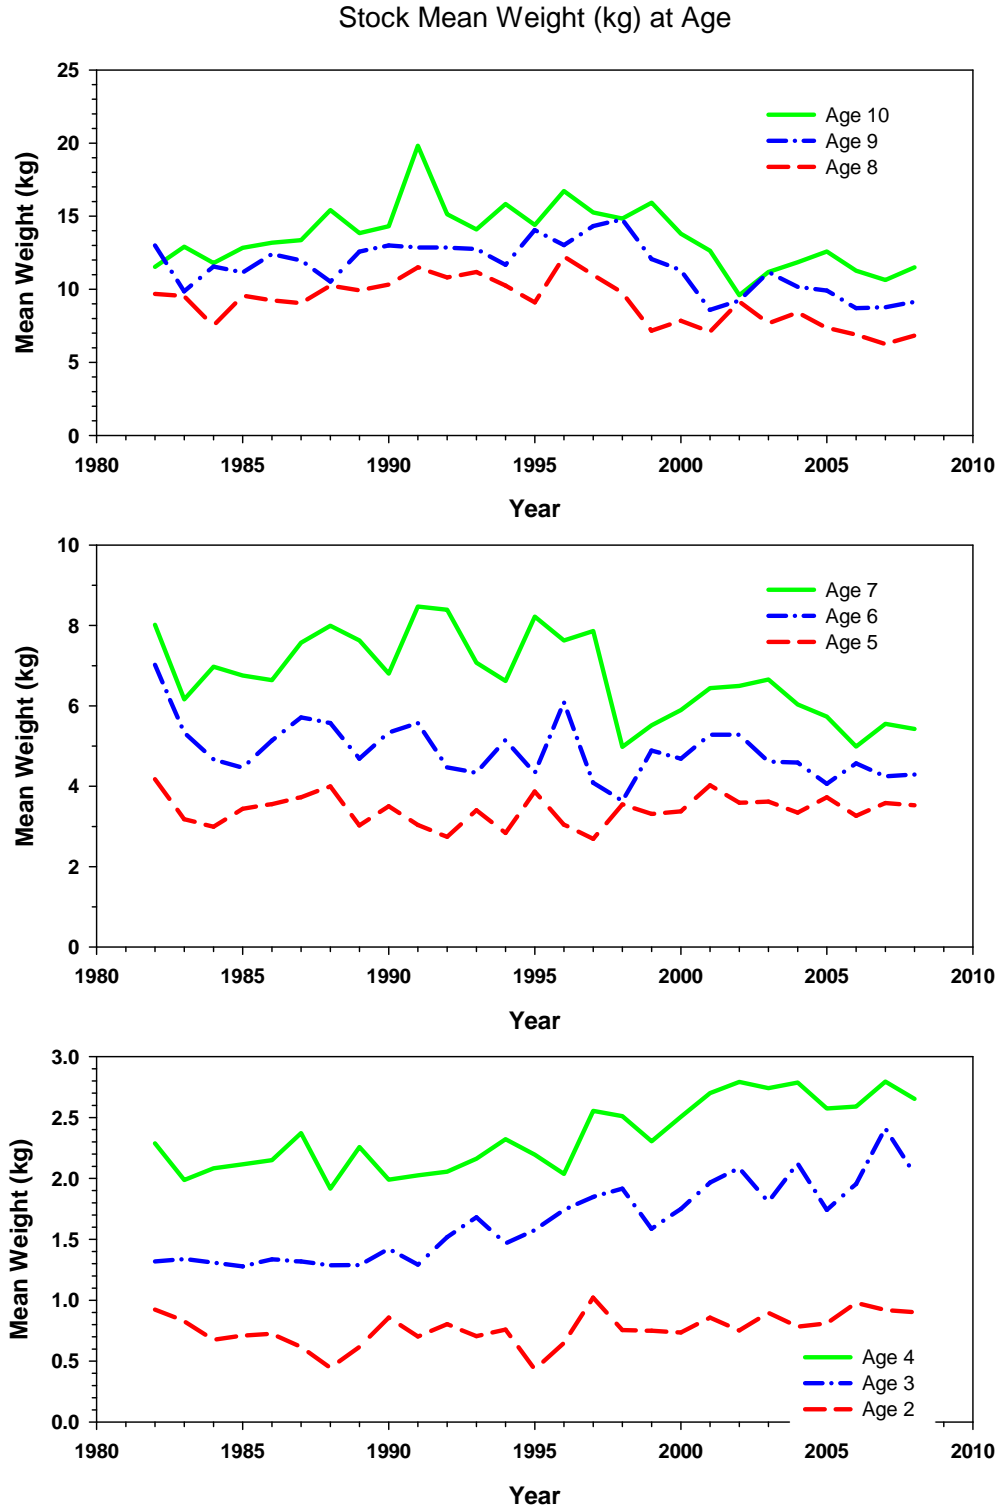 Stock Mean Weight (kg) at Age
25
20
15
10
5
0
Mean Weight (kg)
Age 10
Age 9
Age 8
1980 1985 1990 1995 2000 2005 2010
Year
10
8
6
4
2
0
Mean Weight (kg)
Age 7
Age 6
Age 5
1980 1985 1990 1995 2000 2005 2010
Year
3.0
2.5
2.0
1.5
1.0
0.5
0.0
Mean Weight (kg)
Age 4
Age 3
Age 2
1980 1985 1990 1995 2000 2005 2010
Year